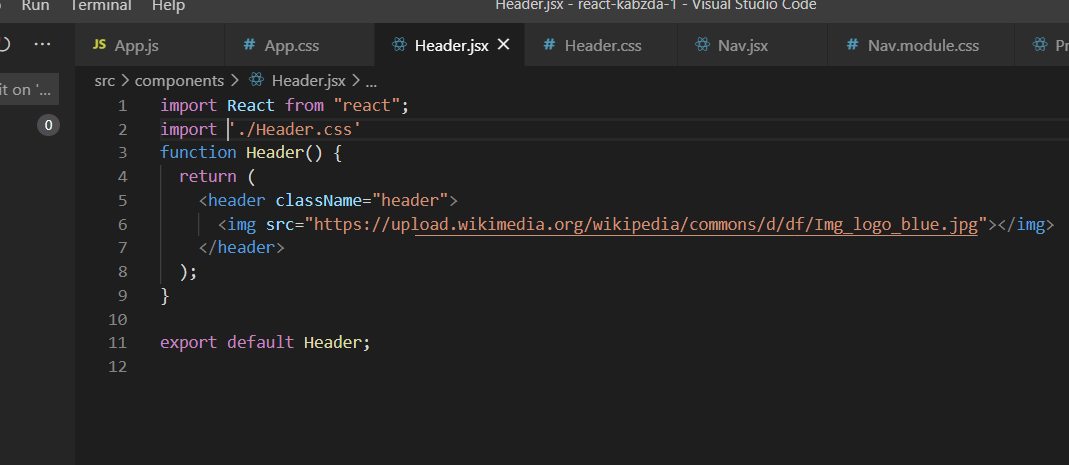 Run Terminal Help Header.jsx - react-kabzda-1 - Visual Studio Code
JS App.js # App.css Header.jsx # Header.css Nav.jsx # Nav.module.css
src > components > Header.jsx > ...
it on '...
0
1 import React from "react";
2 import './Header.css'
3 function Header() {
4 return (
5 <header className="header">
6 <img src="https://upload.wikimedia.org/wikipedia/commons/d/df/Img_logo_blue.jpg"></img>
7 </header>
8 );
9 }
10
11 export default Header;
12